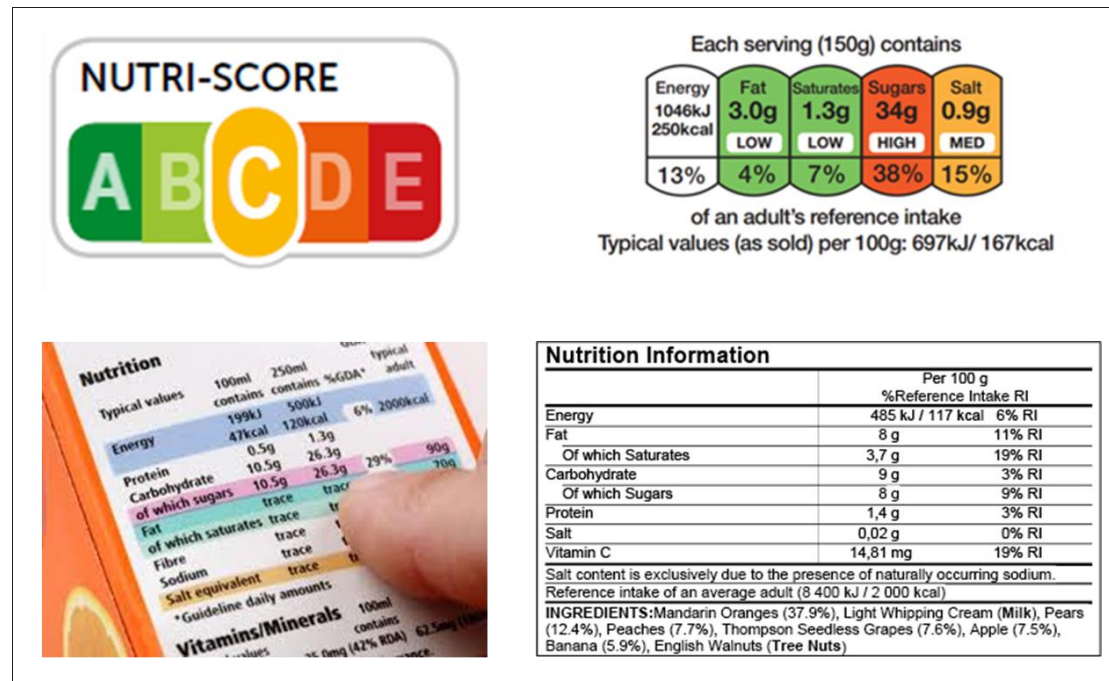 NUTRI-SCORE
A B C D E
Each serving (150g) contains
Energy Fat Saturates Sugars Salt
1046kJ 250kcal 3.0g 1.3g 34g 0.9g
LOW LOW HIGH MED
13% 4% 7% 38% 15%
of an adult's reference intake
Typical values (as sold) per 100g: 697kJ/ 167kcal
Nutrition
Typical values 100ml contains 250ml contains %GDA* typical adult
Energy 199kJ 47kcal 500kJ 120kcal 6% 2000kcal
Protein 0.5g 1.3g
Carbohydrate 10.5g 26.3g
of which sugars 10.5g 26.3g 29% 90g
Fat trace trace 70g
of which saturates trace
Fibre trace
Sodium trace
Salt equivalent trace
*Guideline daily amounts
Vitamins/Minerals 100ml contains
(42% RDA) 62.5mg
Nutrition Information
Per 100 g
%Reference Intake RI
Energy 485 kJ / 117 kcal 6% RI
Fat 8 g 11% RI
Of which Saturates 3,7 g 19% RI
Carbohydrate 9 g 3% RI
Of which Sugars 8 g 9% RI
Protein 1,4 g 3% RI
Salt 0,02 g 0% RI
Vitamin C 14,81 mg 19% RI
Salt content is exclusively due to the presence of naturally occurring sodium.
Reference intake of an average adult (8 400 kJ / 2 000 kcal)
INGREDIENTS:Mandarin Oranges (37.9%), Light Whipping Cream (Milk), Pears
(12.4%), Peaches (7.7%), Thompson Seedless Grapes (7.6%), Apple (7.5%),
Banana (5.9%), English Walnuts (Tree Nuts)